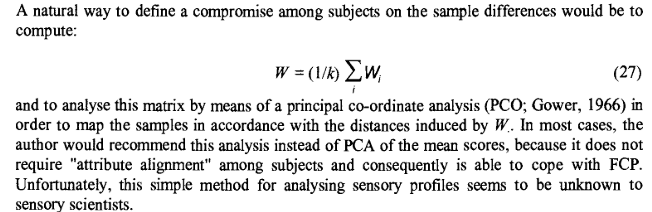 A natural way to define a compromise among subjects on the sample differences would be to
compute:
W = (1/k) ∑ Wᵢ (27)
i
and to analyse this matrix by means of a principal co-ordinate analysis (PCO; Gower, 1966) in
order to map the samples in accordance with the distances induced by W.. In most cases, the
author would recommend this analysis instead of PCA of the mean scores, because it does not
require "attribute alignment" among subjects and consequently is able to cope with FCP.
Unfortunately, this simple method for analysing sensory profiles seems to be unknown to
sensory scientists.